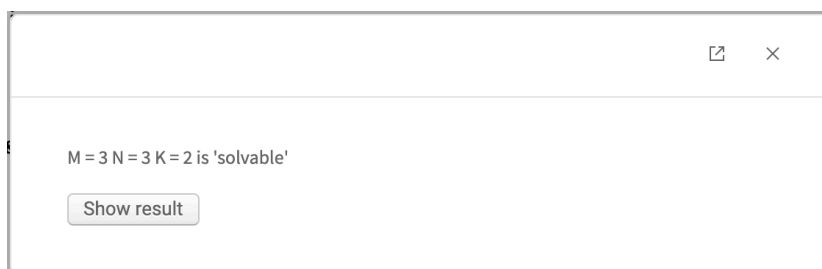 M = 3 N = 3 K = 2 is 'solvable'
Show result